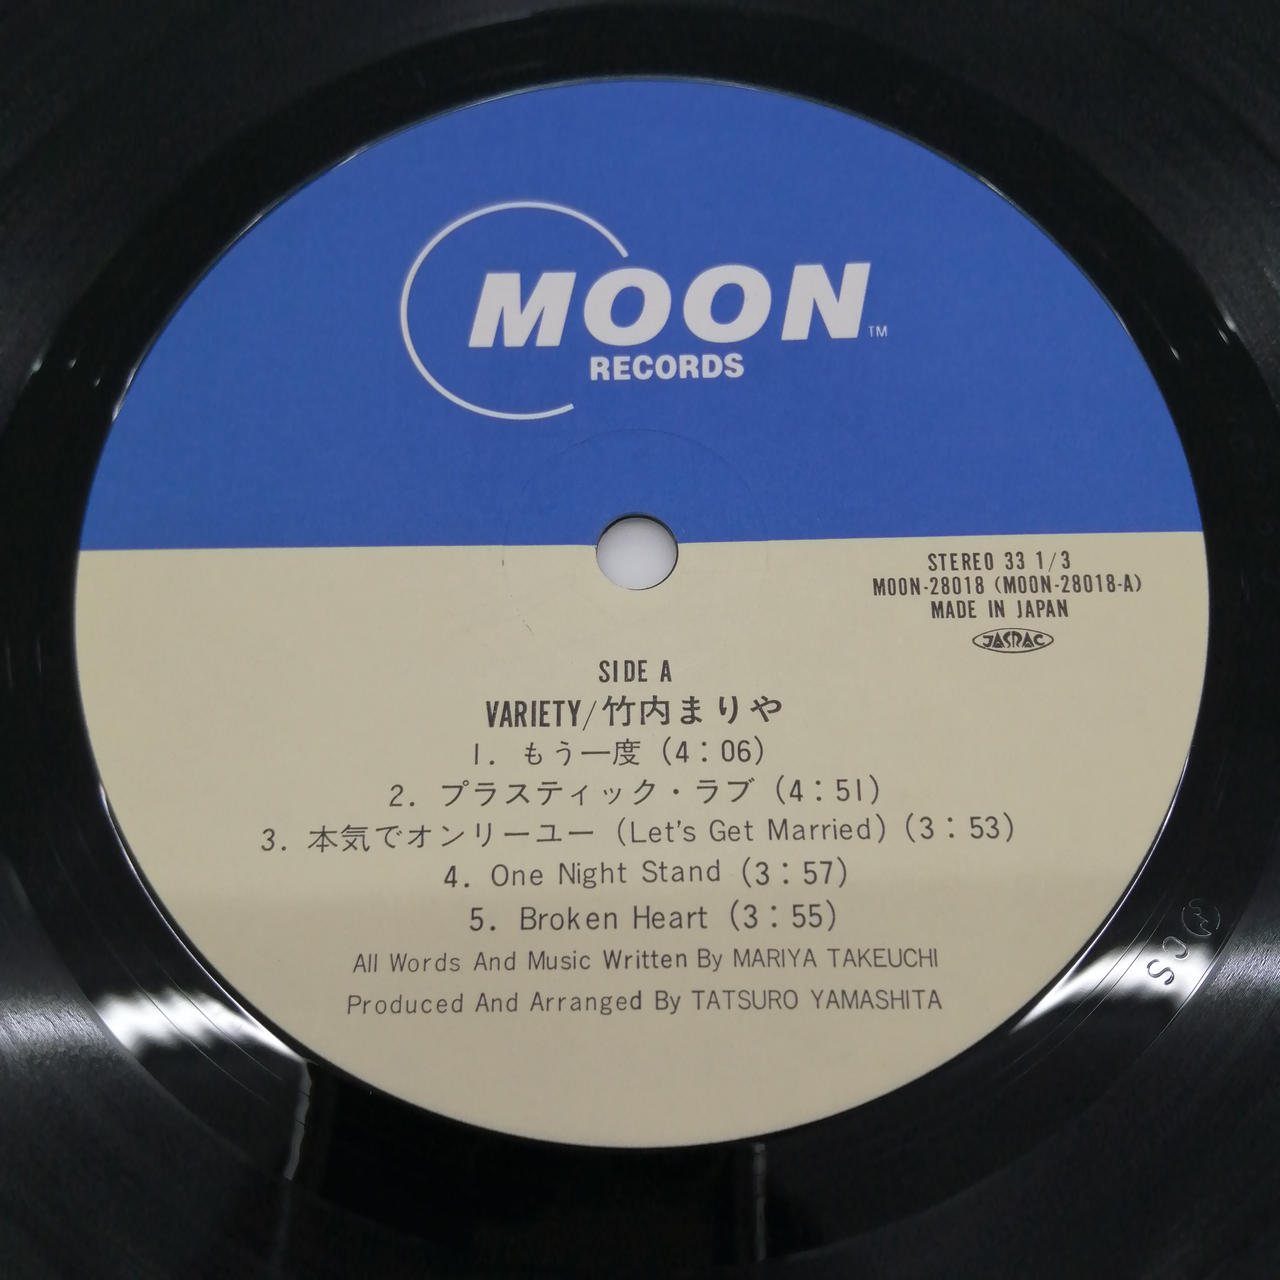 MOON TM
RECORDS
STEREO 33 1/3
MOON-28018 (MOON-28018-A)
MADE IN JAPAN
JASRAC
SIDE A
VARIETY/竹内まりや
1. もう一度 (4:06)
2. プラスティック・ラブ (4:51)
3. 本気でオンリーユー (Let's Get Married) (3:53)
4. One Night Stand (3:57)
5. Broken Heart (3:55)
All Words And Music Written By MARIYA TAKEUCHI
Produced And Arranged By TATSURO YAMASHITA
CS